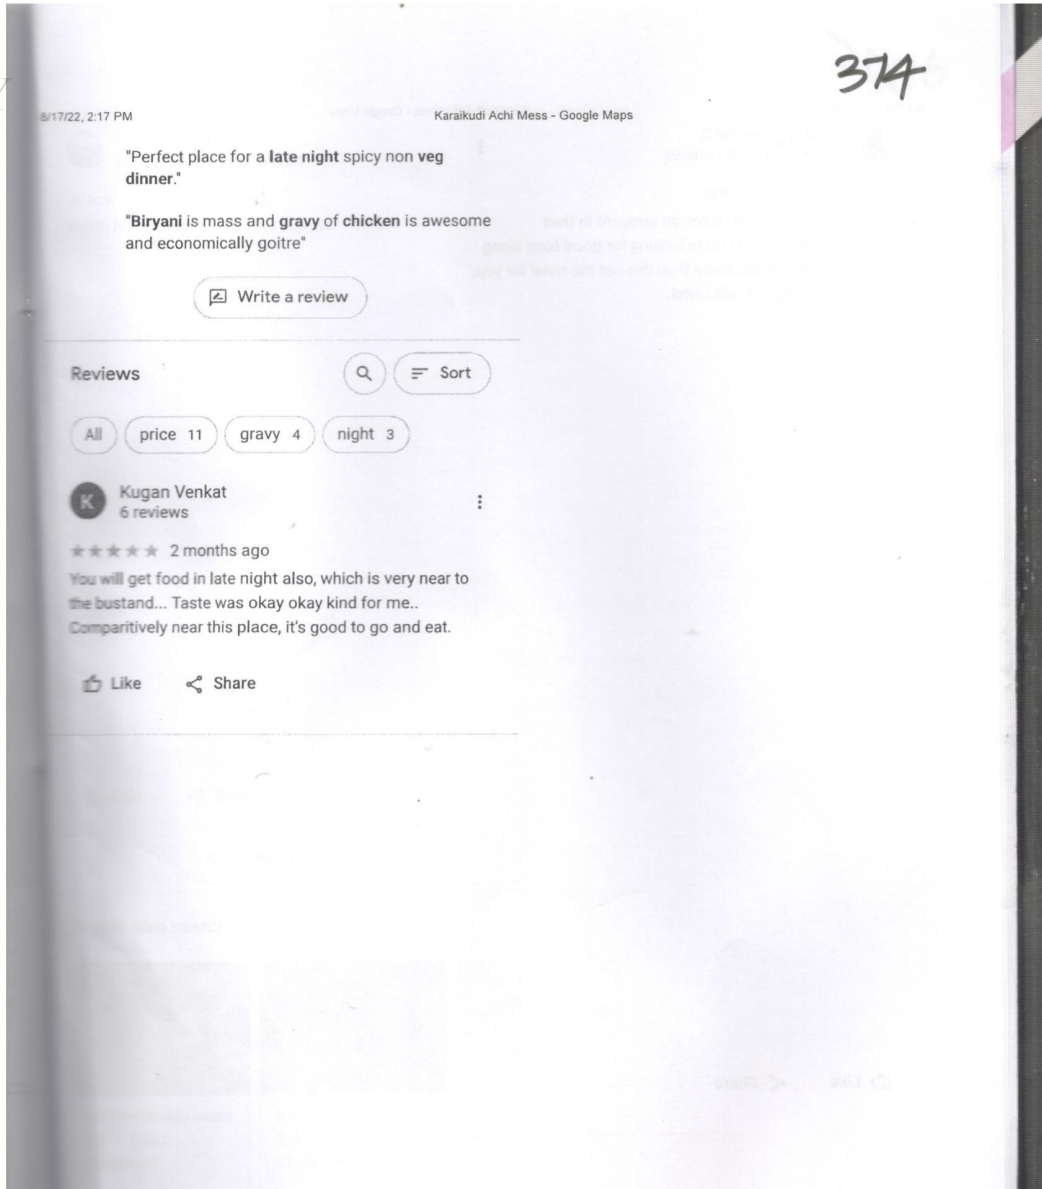 374
8/17/22, 2:17 PM
Karaikudi Achi Mess - Google Maps
"Perfect place for a late night spicy non veg
dinner."
"Biryani is mass and gravy of chicken is awesome
and economically goitre"
Write a review
Reviews
Sort
All
price 11
gravy 4
night 3
K
Kugan Venkat
6 reviews
2 months ago
You will get food in late night also, which is very near to
the bustand... Taste was okay okay kind for me..
Comparitively near this place, it's good to go and eat.
Like
Share